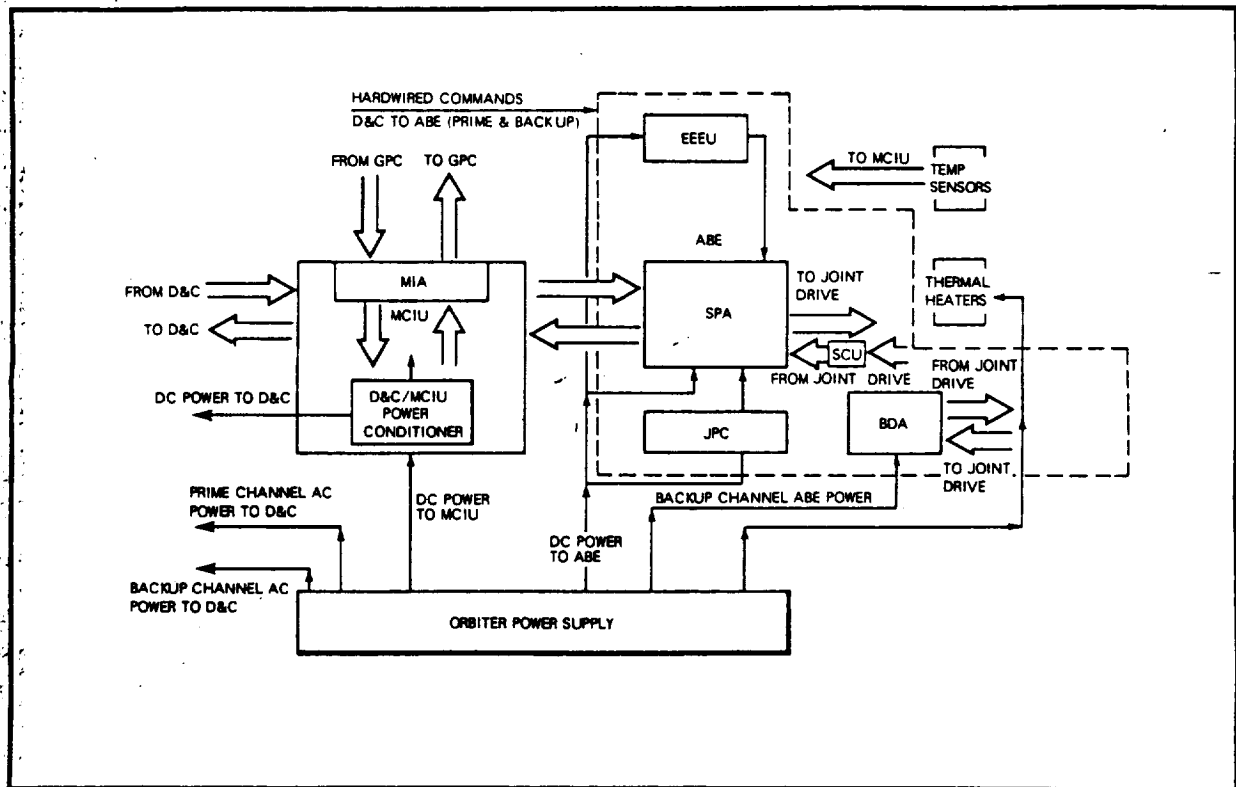 HARDWIRED COMMANDS
D&C TO ABE (PRIME & BACKUP)
EEEU
FROM GPC
TO GPC
TO MCIU
TEMP
SENSORS
ABE
MIA
MCIU
FROM D&C
TO D&C
SPA
TO JOINT
DRIVE
THERMAL
HEATERS
SCU
FROM JOINT DRIVE
FROM JOINT
DRIVE
DC POWER TO D&C
D&C/MCIU
POWER
CONDITIONER
JPC
BDA
TO JOINT
DRIVE
PRIME CHANNEL AC
POWER TO D&C
DC POWER
TO MCIU
BACKUP CHANNEL ABE POWER
DC POWER
TO ABE
BACKUP CHANNEL AC
POWER TO D&C
ORBITER POWER SUPPLY